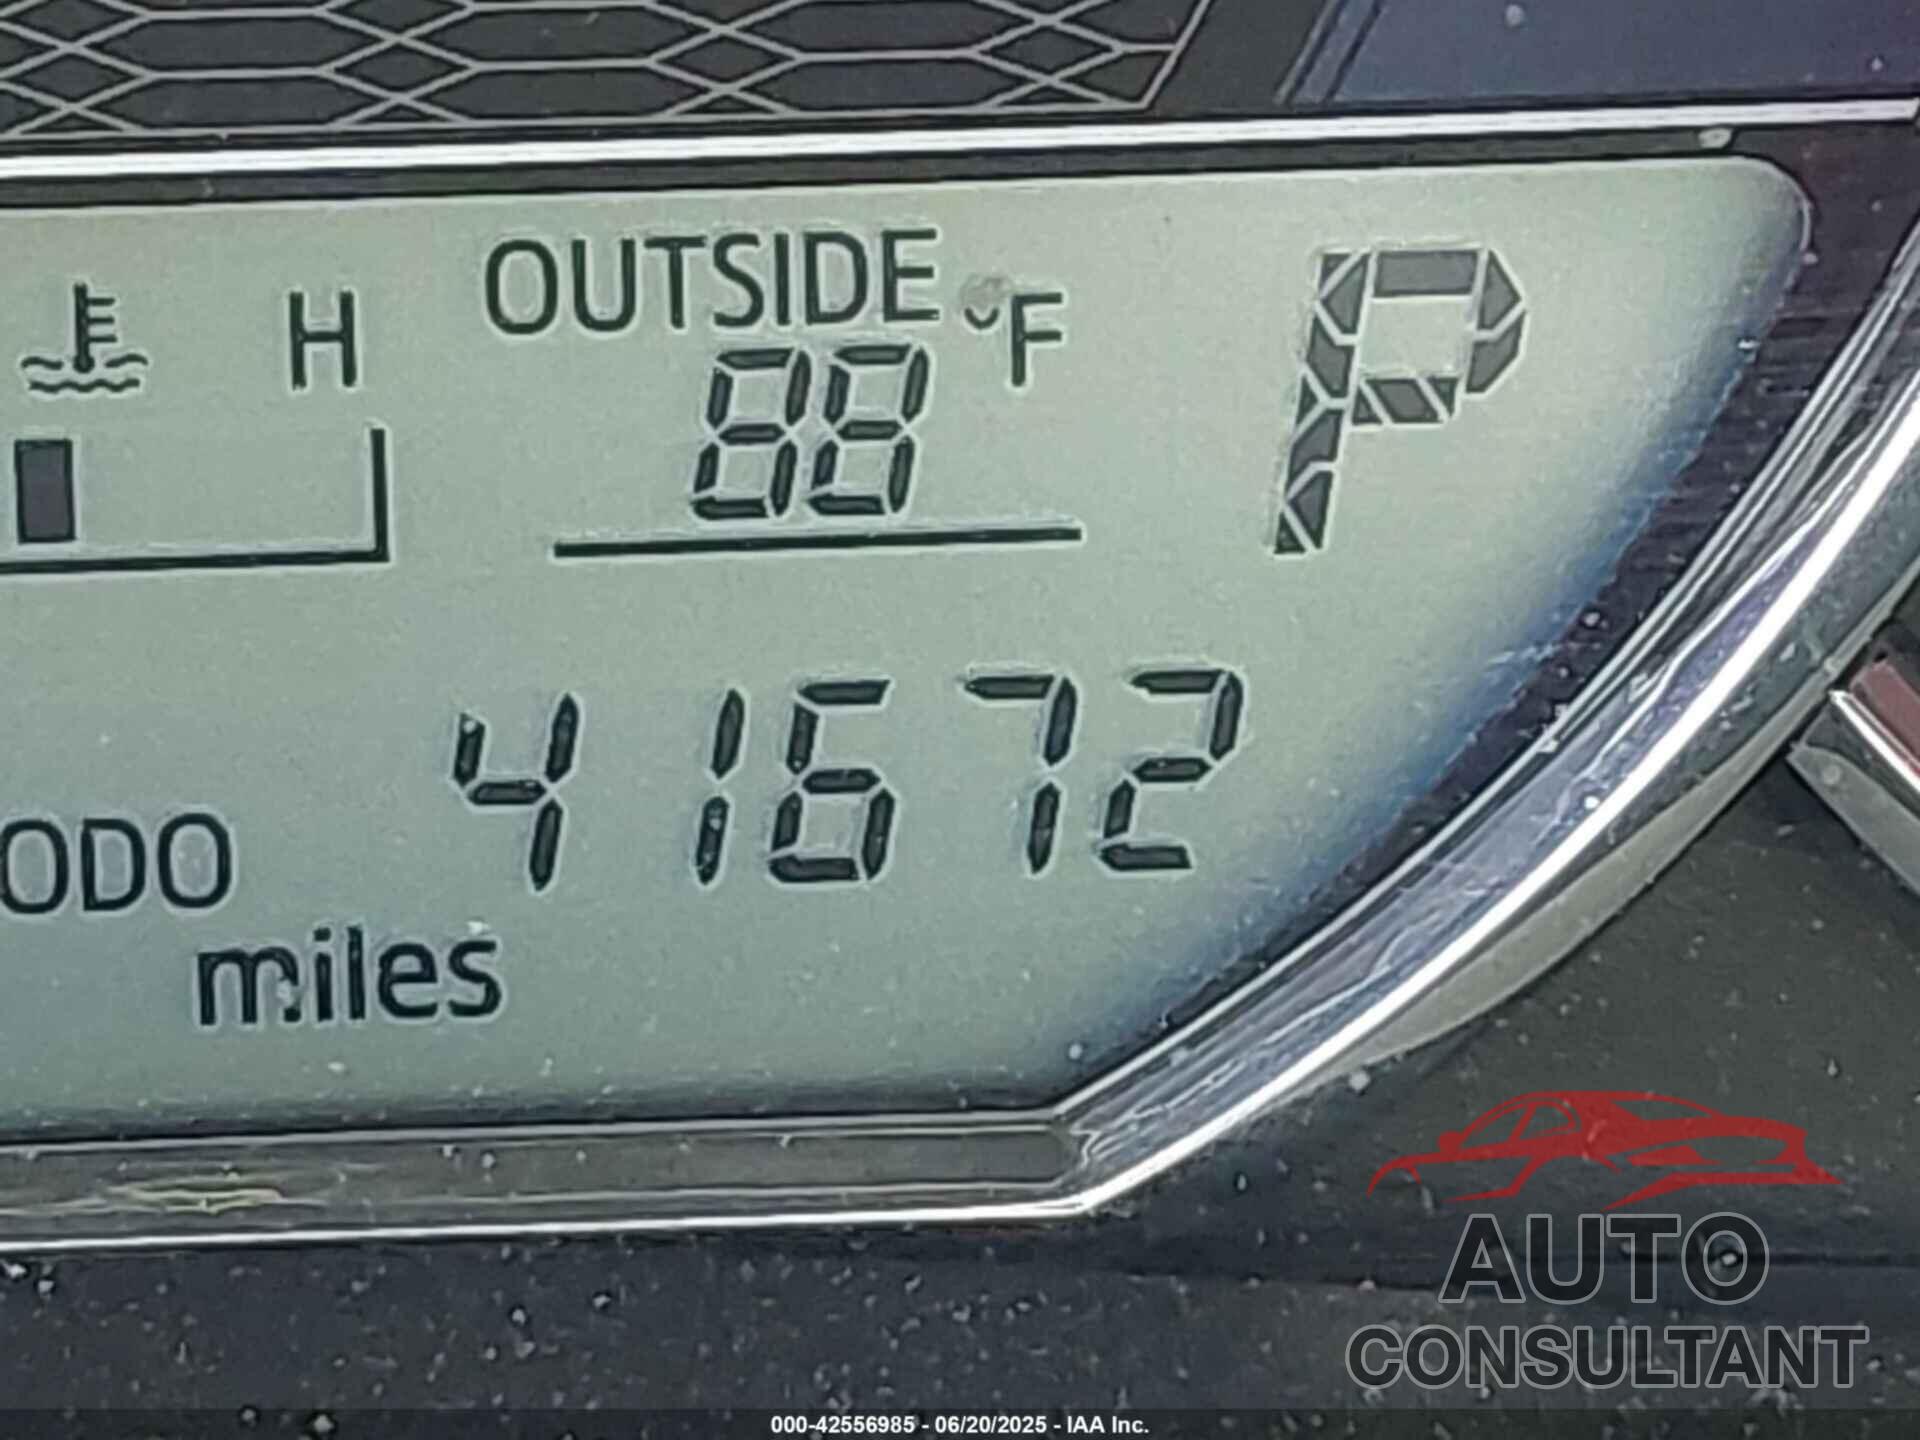 OUTSIDE
H
°F
P
88
41672
ODO
miles
AUTO
CONSULTANT
000-42556985 - 06/20/2025 - IAA Inc.